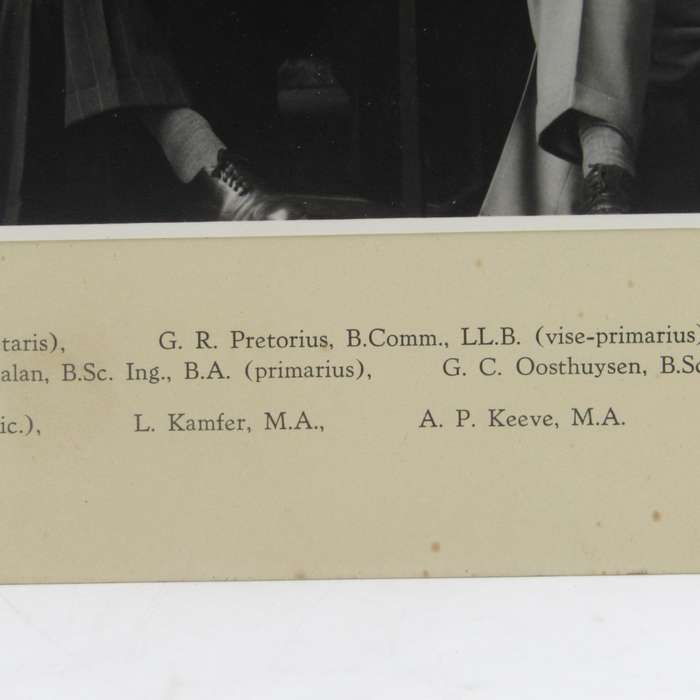 taris), G. R. Pretorius, B.Comm., LL.B. (vise-primarius)
alan, B.Sc. Ing., B.A. (primarius), G. C. Oosthuysen, B.Sc
ic.), L. Kamfer, M.A., A. P. Keeve, M.A.